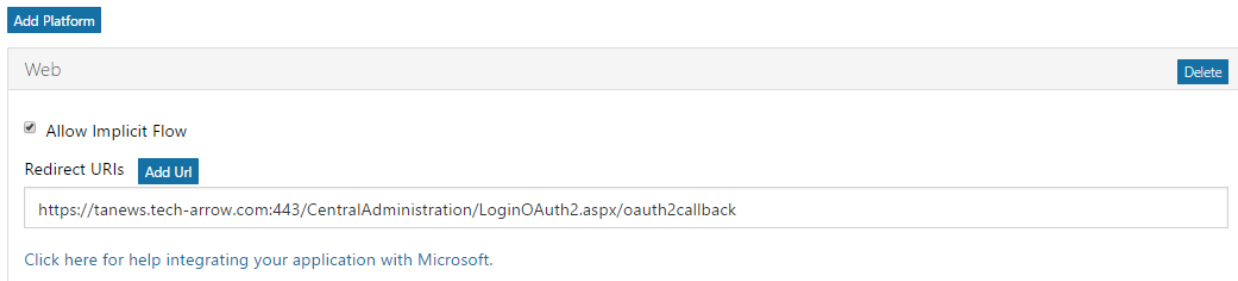 Add Platform
Web
Delete
Allow Implicit Flow
Redirect URIs
Add Url
https://tanews.tech-arrow.com:443/CentralAdministration/LoginOAuth2.aspx/oauth2callback
Click here for help integrating your application with Microsoft.